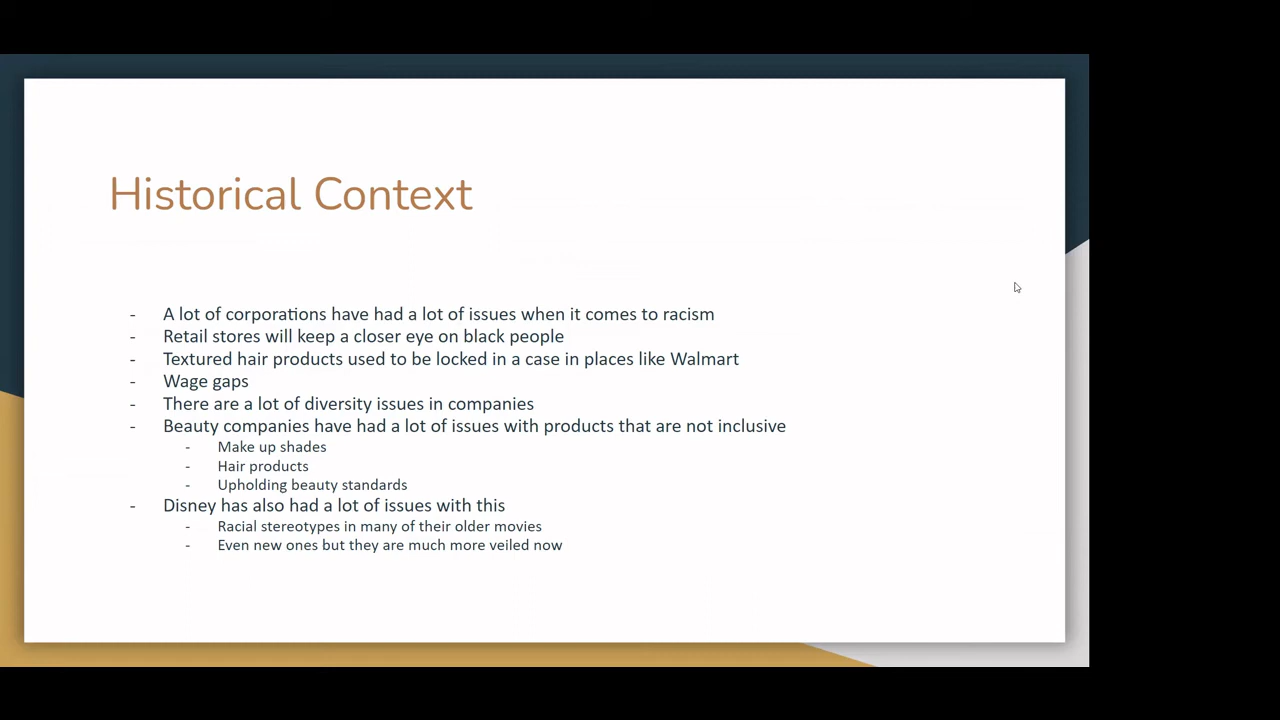 Historical Context
- A lot of corporations have had a lot of issues when it comes to racism
- Retail stores will keep a closer eye on black people
- Textured hair products used to be locked in a case in places like Walmart
- Wage gaps
- There are a lot of diversity issues in companies
- Beauty companies have had a lot of issues with products that are not inclusive
- Make up shades
- Hair products
- Upholding beauty standards
- Disney has also had a lot of issues with this
- Racial stereotypes in many of their older movies
- Even new ones but they are much more veiled now